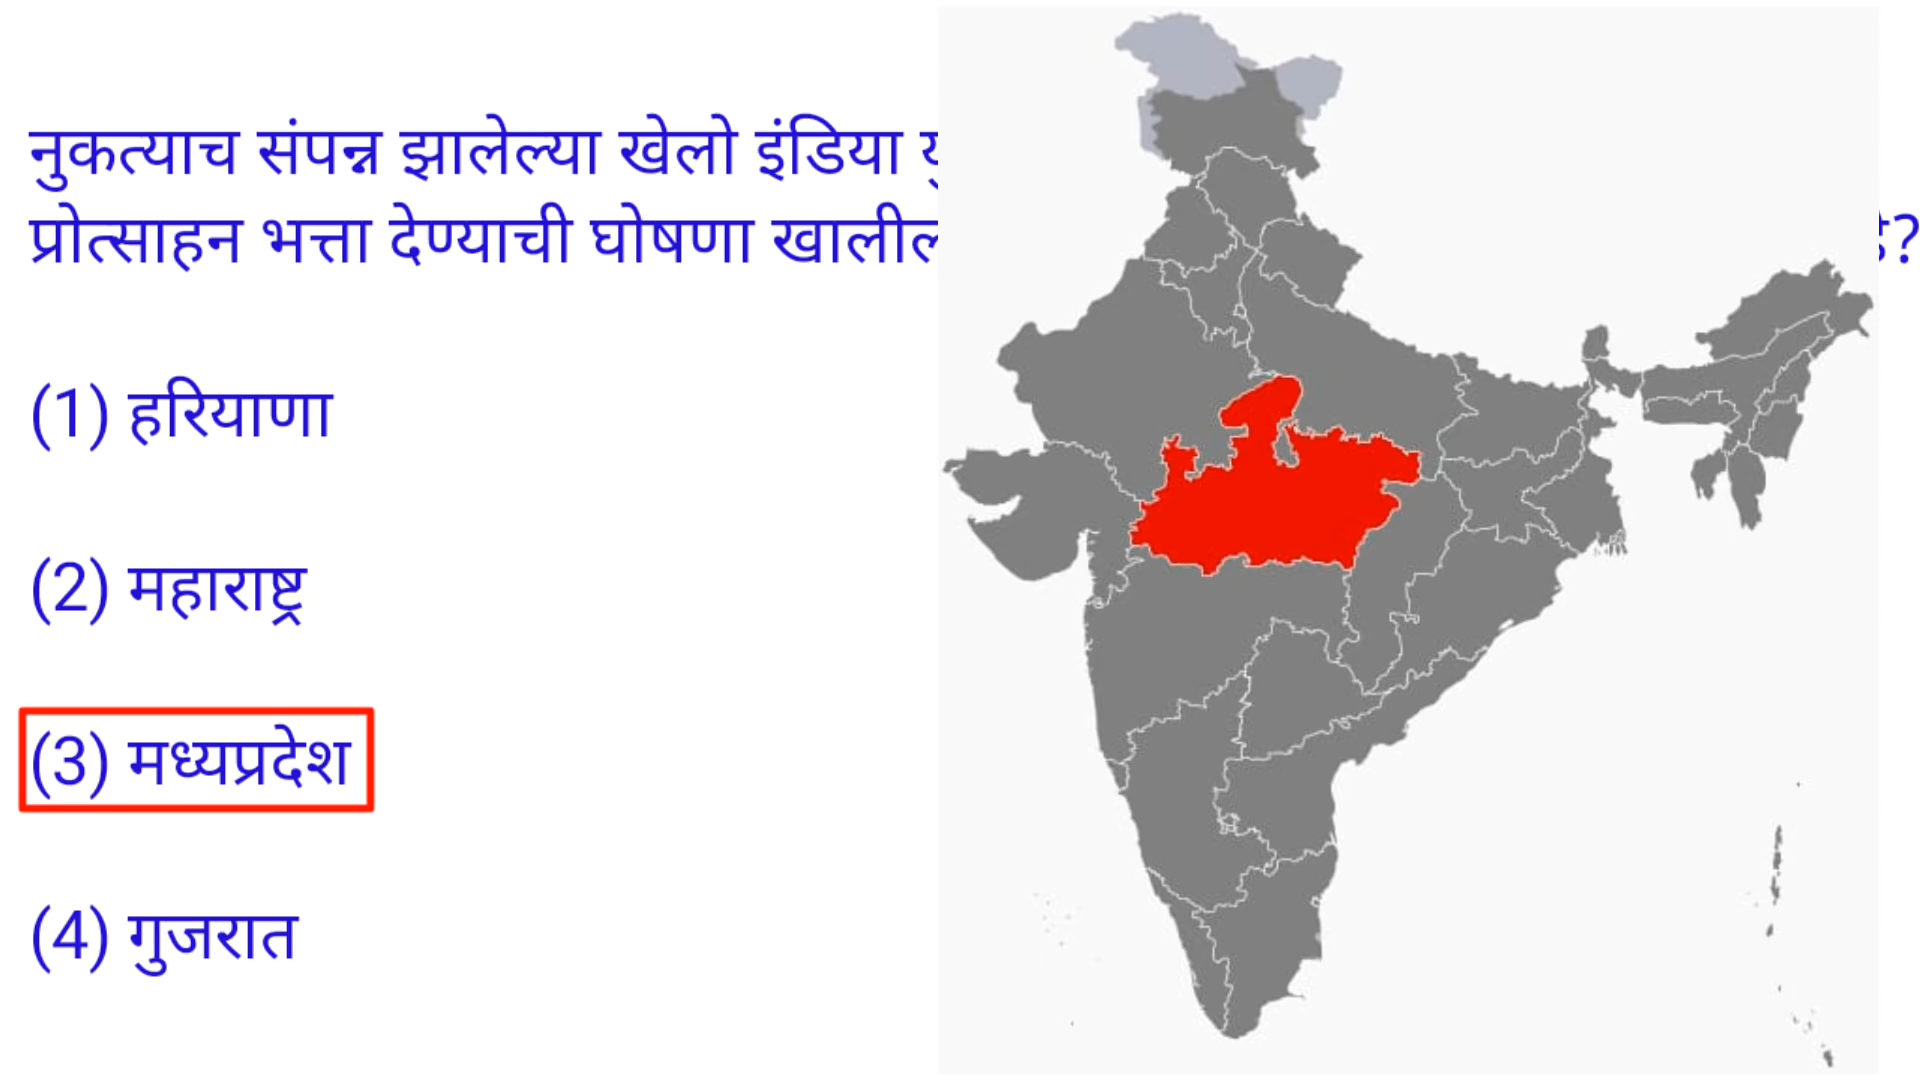 नुकत्याच संपन्न झालेल्या खेलो इंडिया
प्रोत्साहन भत्ता देण्याची घोषणा ?
(1) हरियाणा
(2) महाराष्ट्र
(3) मध्यप्रदेश
(4) गुजरात